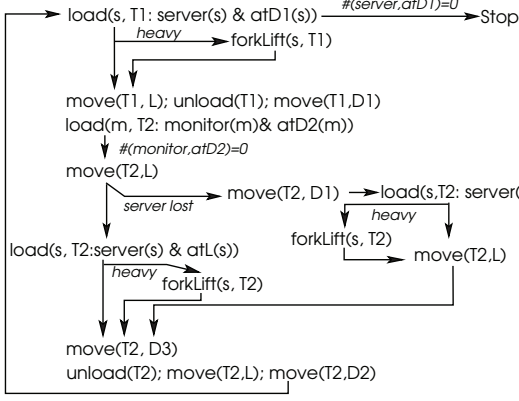 #(server,atD1)=0
load(s, T1: server(s) & atD1(s))
Stop
heavy
forkLift(s, T1)
move(T1, L); unload(T1); move(T1,D1)
load(m, T2: monitor(m)& atD2(m))
#(monitor,atD2)=0
move(T2,L)
server lost
move(T2, D1)
load(s,T2: server(
heavy
forkLift(s, T2)
move(T2,L)
load(s, T2:server(s) & atL(s))
heavy
forkLift(s, T2)
move(T2, D3)
unload(T2); move(T2,L); move(T2,D2)